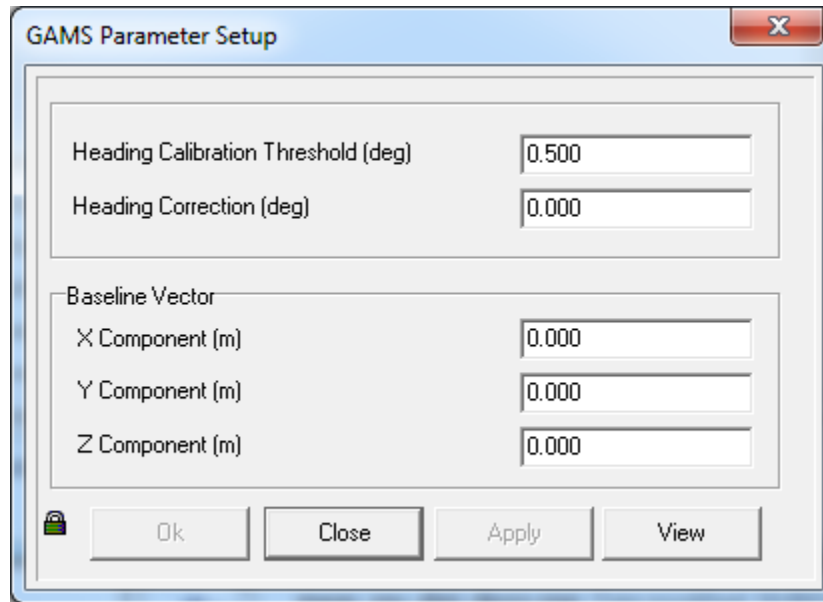 GAMS Parameter Setup
Heading Calibration Threshold (deg) 0.500
Heading Correction (deg) 0.000
Baseline Vector
X Component (m) 0.000
Y Component (m) 0.000
Z Component (m) 0.000
Ok Close Apply View